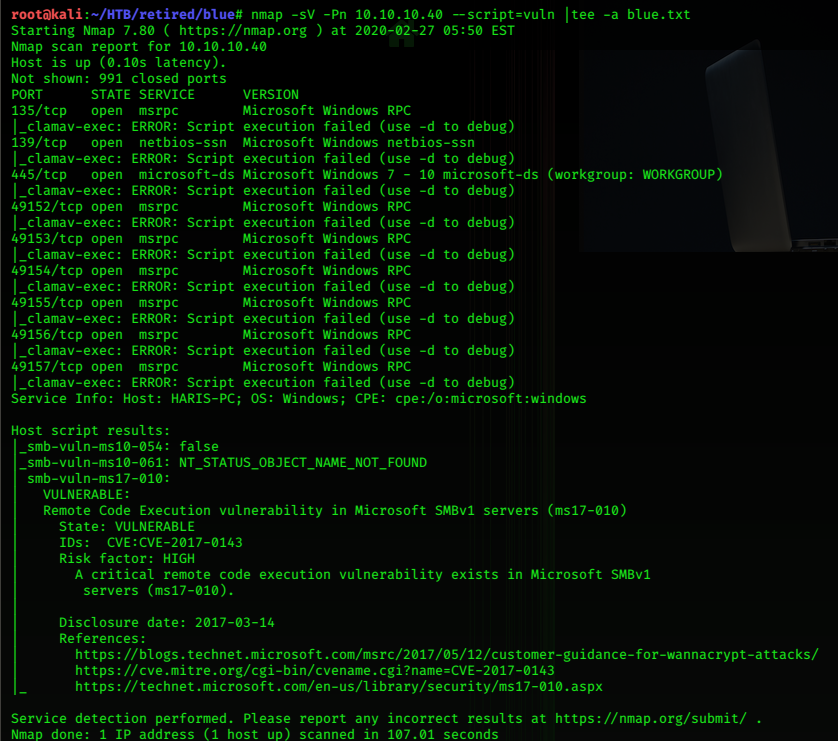 root@kali:~/HTB/retired/blue# nmap -sV -Pn 10.10.10.40 --script=vuln |tee -a blue.txt
Starting Nmap 7.80 ( https://nmap.org ) at 2020-02-27 05:50 EST
Nmap scan report for 10.10.10.40
Host is up (0.10s latency).
Not shown: 991 closed ports
PORT      STATE SERVICE      VERSION
135/tcp   open  msrpc        Microsoft Windows RPC
|_clamav-exec: ERROR: Script execution failed (use -d to debug)
139/tcp   open  netbios-ssn  Microsoft Windows netbios-ssn
|_clamav-exec: ERROR: Script execution failed (use -d to debug)
445/tcp   open  microsoft-ds Microsoft Windows 7 - 10 microsoft-ds (workgroup: WORKGROUP)
|_clamav-exec: ERROR: Script execution failed (use -d to debug)
49152/tcp open  msrpc        Microsoft Windows RPC
|_clamav-exec: ERROR: Script execution failed (use -d to debug)
49153/tcp open  msrpc        Microsoft Windows RPC
|_clamav-exec: ERROR: Script execution failed (use -d to debug)
49154/tcp open  msrpc        Microsoft Windows RPC
|_clamav-exec: ERROR: Script execution failed (use -d to debug)
49155/tcp open  msrpc        Microsoft Windows RPC
|_clamav-exec: ERROR: Script execution failed (use -d to debug)
49156/tcp open  msrpc        Microsoft Windows RPC
|_clamav-exec: ERROR: Script execution failed (use -d to debug)
49157/tcp open  msrpc        Microsoft Windows RPC
|_clamav-exec: ERROR: Script execution failed (use -d to debug)
Service Info: Host: HARIS-PC; OS: Windows; CPE: cpe:/o:microsoft:windows

Host script results:
|_smb-vuln-ms10-054: false
|_smb-vuln-ms10-061: NT_STATUS_OBJECT_NAME_NOT_FOUND
| smb-vuln-ms17-010:
|   VULNERABLE:
|   Remote Code Execution vulnerability in Microsoft SMBv1 servers (ms17-010)
|     State: VULNERABLE
|     IDs:  CVE:CVE-2017-0143
|     Risk factor: HIGH
|       A critical remote code execution vulnerability exists in Microsoft SMBv1
|        servers (ms17-010).
|
|     Disclosure date: 2017-03-14
|     References:
|       https://blogs.technet.microsoft.com/msrc/2017/05/12/customer-guidance-for-wannacrypt-attacks/
|       https://cve.mitre.org/cgi-bin/cvename.cgi?name=CVE-2017-0143
|_      https://technet.microsoft.com/en-us/library/security/ms17-010.aspx

Service detection performed. Please report any incorrect results at https://nmap.org/submit/ .
Nmap done: 1 IP address (1 host up) scanned in 107.01 seconds